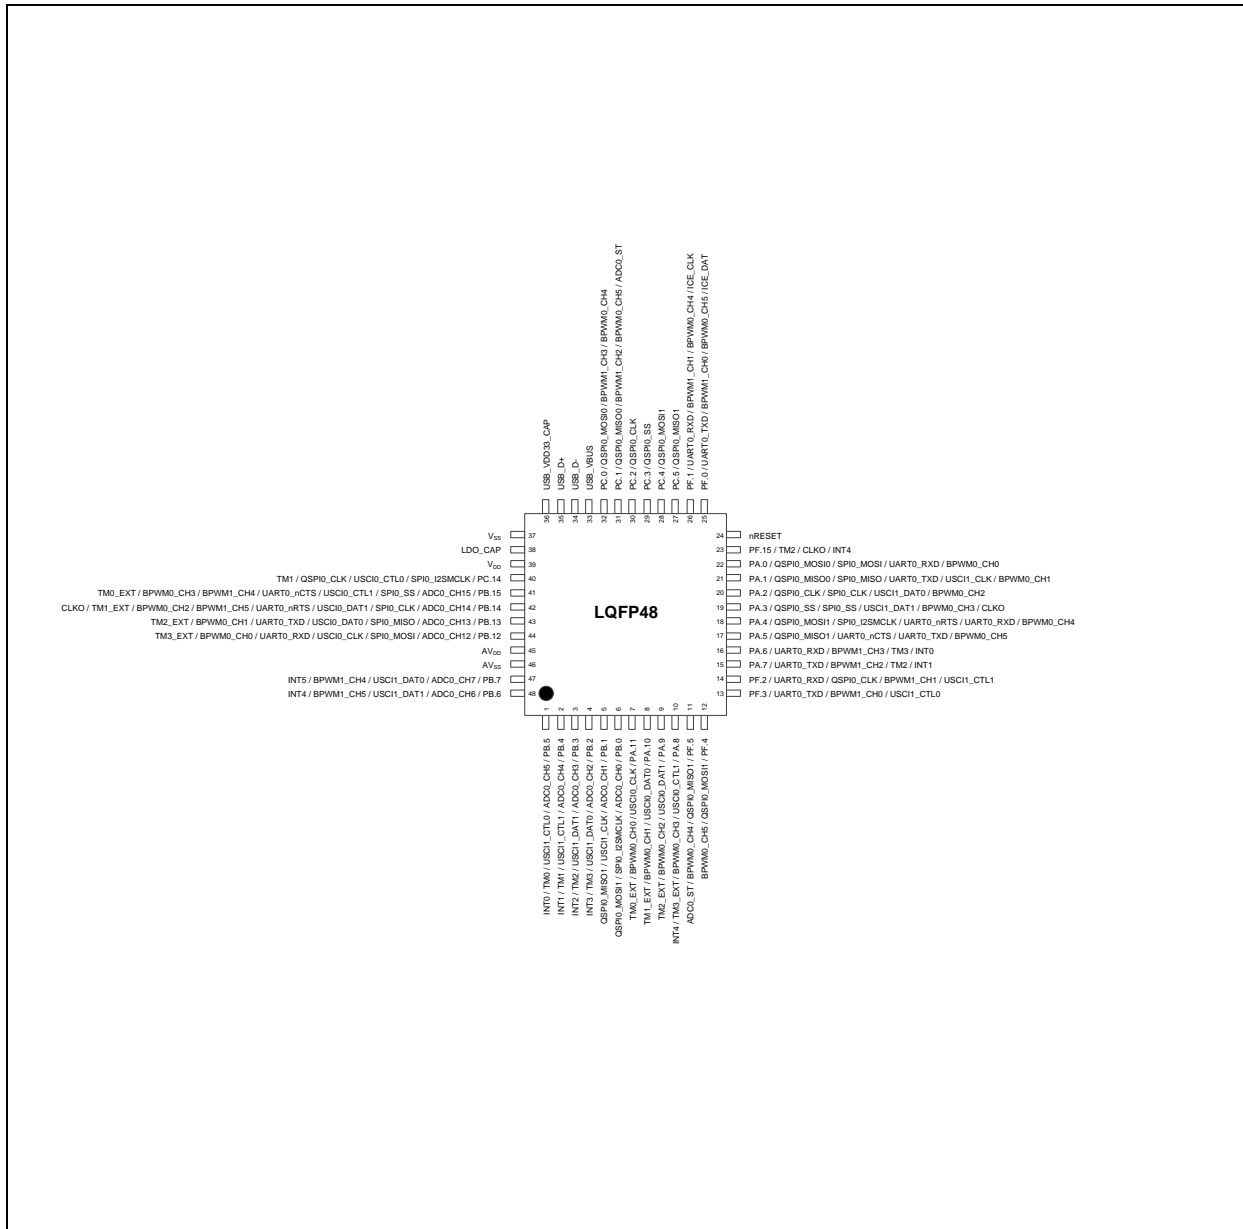 USB_VDD33_CAP
USB_D+
USB_D-
USB_VBUS
PC.0 / QSPI0_MOSI0 / BPWM1_CH3 / BPWM0_CH4
PC.1 / QSPI0_MISO0 / BPWM1_CH2 / BPWM0_CH5 / ADC0_ST
PC.2 / QSPI0_CLK
PC.3 / QSPI0_SS
PC.4 / QSPI0_MOSI1
PC.5 / QSPI0_MISO1
PF.1 / UART0_RXD / BPWM1_CH1 / BPWM0_CH4 / ICE_CLK
PF.0 / UART0_TXD / BPWM1_CH0 / BPWM0_CH5 / ICE_DAT
36
35
34
33
32
31
30
29
28
27
26
25
VSS 37
LDO_CAP 38
VDD 39
TM1 / QSPI0_CLK / USCI0_CTL0 / SPI0_I2SMCLK / PC.14 40
TM0_EXT / BPWM0_CH3 / BPWM1_CH4 / UART0_nCTS / USCI0_CTL1 / SPI0_SS / ADC0_CH15 / PB.15 41
CLKO / TM1_EXT / BPWM0_CH2 / BPWM1_CH5 / UART0_nRTS / USCI0_DAT1 / SPI0_CLK / ADC0_CH14 / PB.14 42
TM2_EXT / BPWM0_CH1 / UART0_TXD / USCI0_DAT0 / SPI0_MISO / ADC0_CH13 / PB.13 43
TM3_EXT / BPWM0_CH0 / UART0_RXD / USCI0_CLK / SPI0_MOSI / ADC0_CH12 / PB.12 44
AVDD 45
AVSS 46
INT5 / BPWM1_CH4 / USCI1_DAT0 / ADC0_CH7 / PB.7 47
INT4 / BPWM1_CH5 / USCI1_DAT1 / ADC0_CH6 / PB.6 48
LQFP48
24 nRESET
23 PF.15 / TM2 / CLKO / INT4
22 PA.0 / QSPI0_MOSI0 / SPI0_MOSI / UART0_RXD / BPWM0_CH0
21 PA.1 / QSPI0_MISO0 / SPI0_MISO / UART0_TXD / USCI1_CLK / BPWM0_CH1
20 PA.2 / QSPI0_CLK / SPI0_CLK / USCI1_DAT0 / BPWM0_CH2
19 PA.3 / QSPI0_SS / SPI0_SS / USCI1_DAT1 / BPWM0_CH3 / CLKO
18 PA.4 / QSPI0_MOSI1 / SPI0_I2SMCLK / UART0_nRTS / UART0_RXD / BPWM0_CH4
17 PA.5 / QSPI0_MISO1 / UART0_nCTS / UART0_TXD / BPWM0_CH5
16 PA.6 / UART0_RXD / BPWM1_CH3 / TM3 / INT0
15 PA.7 / UART0_TXD / BPWM1_CH2 / TM2 / INT1
14 PF.2 / UART0_RXD / QSPI0_CLK / BPWM1_CH1 / USCI1_CTL1
13 PF.3 / UART0_TXD / BPWM1_CH0 / USCI1_CTL0
1
2
3
4
5
6
7
8
9
10
11
12
INT0 / TM0 / USCI1_CTL0 / ADC0_CH5 / PB.5
INT1 / TM1 / USCI1_CTL1 / ADC0_CH4 / PB.4
INT2 / TM2 / USCI1_DAT1 / ADC0_CH3 / PB.3
INT3 / TM3 / USCI1_DAT0 / ADC0_CH2 / PB.2
QSPI0_MISO1 / USCI1_CLK / ADC0_CH1 / PB.1
QSPI0_MOSI1 / SPI0_I2SMCLK / ADC0_CH0 / PB.0
TM0_EXT / BPWM0_CH0 / USCI0_CLK / PA.11
TM1_EXT / BPWM0_CH1 / USCI0_DAT0 / PA.10
TM2_EXT / BPWM0_CH2 / USCI0_DAT1 / PA.9
INT4 / TM3_EXT / BPWM0_CH3 / USCI0_CTL1 / PA.8
ADC0_ST / BPWM0_CH4 / QSPI0_MISO1 / PF.5
BPWM0_CH5 / QSPI0_MOSI1 / PF.4